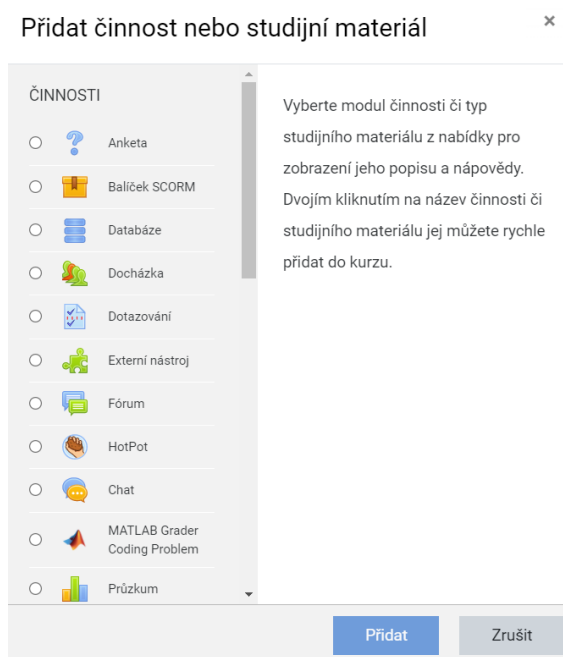 Přidat činnost nebo studijní materiál
×
ČINNOSTI
Anketa
Balíček SCORM
Databáze
Docházka
Dotazování
Externí nástroj
Fórum
HotPot
Chat
MATLAB Grader
Coding Problem
Průzkum
Vyberte modul činnosti či typ
studijního materiálu z nabídky pro
zobrazení jeho popisu a nápovědy.
Dvojím kliknutím na název činnosti či
studijního materiálu jej můžete rychle
přidat do kurzu.
Přidat
Zrušit